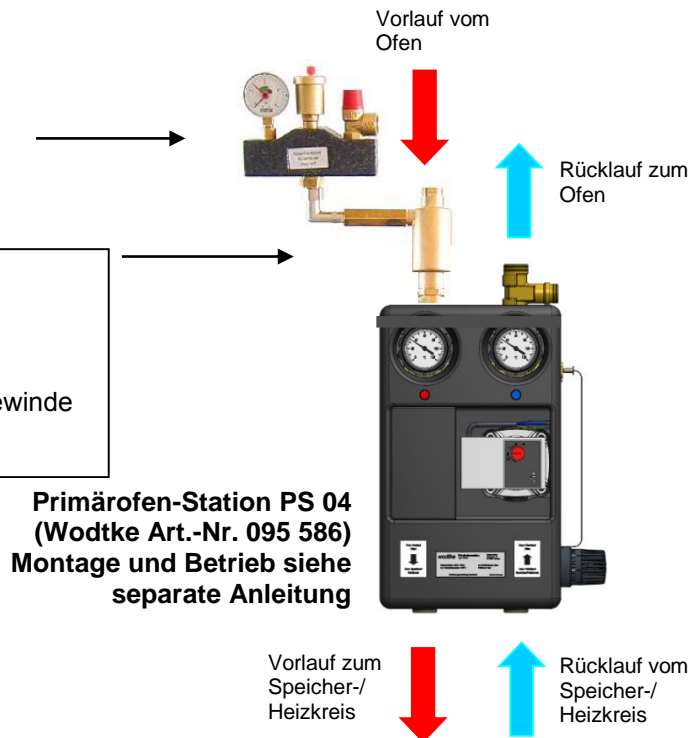 Vorlauf vom
Ofen
Rücklauf zum
Ofen
ewinde
Primärofen-Station PS 04
(Wodtke Art.-Nr. 095 586)
Montage und Betrieb siehe
separate Anleitung
wodtke
Vorlauf zum
Speicher-/
Heizkreis
Rücklauf vom
Speicher-/
Heizkreis